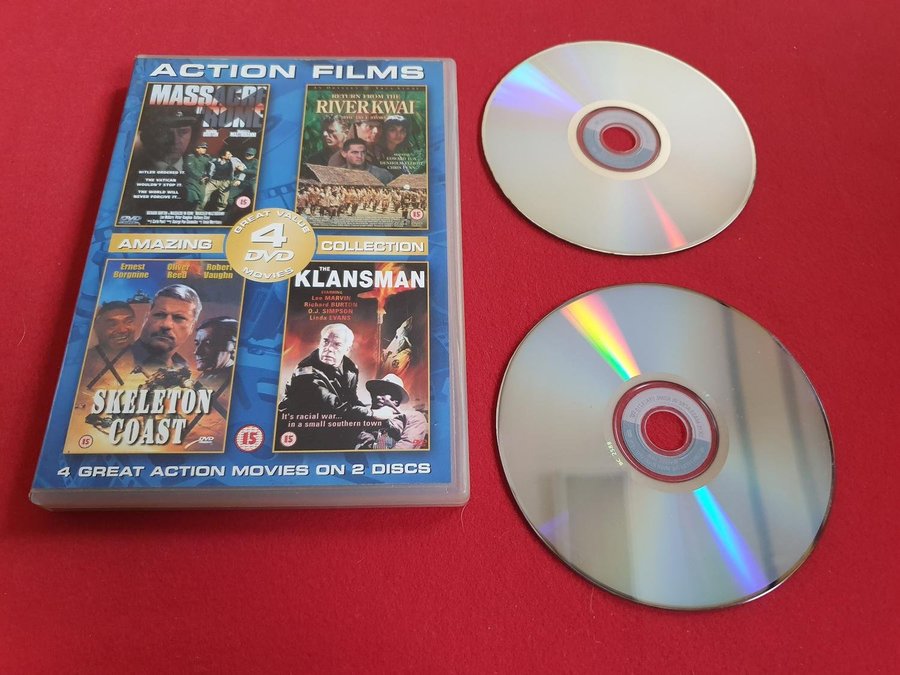 ACTION FILMS
MASSACRE
IN ROME
HITLER ORDERED IT.
THE VATICAN
WOULDN'T STOP IT.
THE WORLD WILL
NEVER FORGIVE IT..
15
DVD
RETURN FROM THE
RIVER KWAI
15
AMAZING
GREAT VALUE
4
DVD
MOVIES
COLLECTION
Ernest Borgnine
Oliver Reed
Robert Vaughn
SKELETON
COAST
15
DVD
15
THE
KLANSMAN
STARRING
Lee MARVIN
Richard BURTON
O.J. SIMPSON
Linda EVANS
It's racial war...
in a small southern town
15
4 GREAT ACTION MOVIES ON 2 DISCS